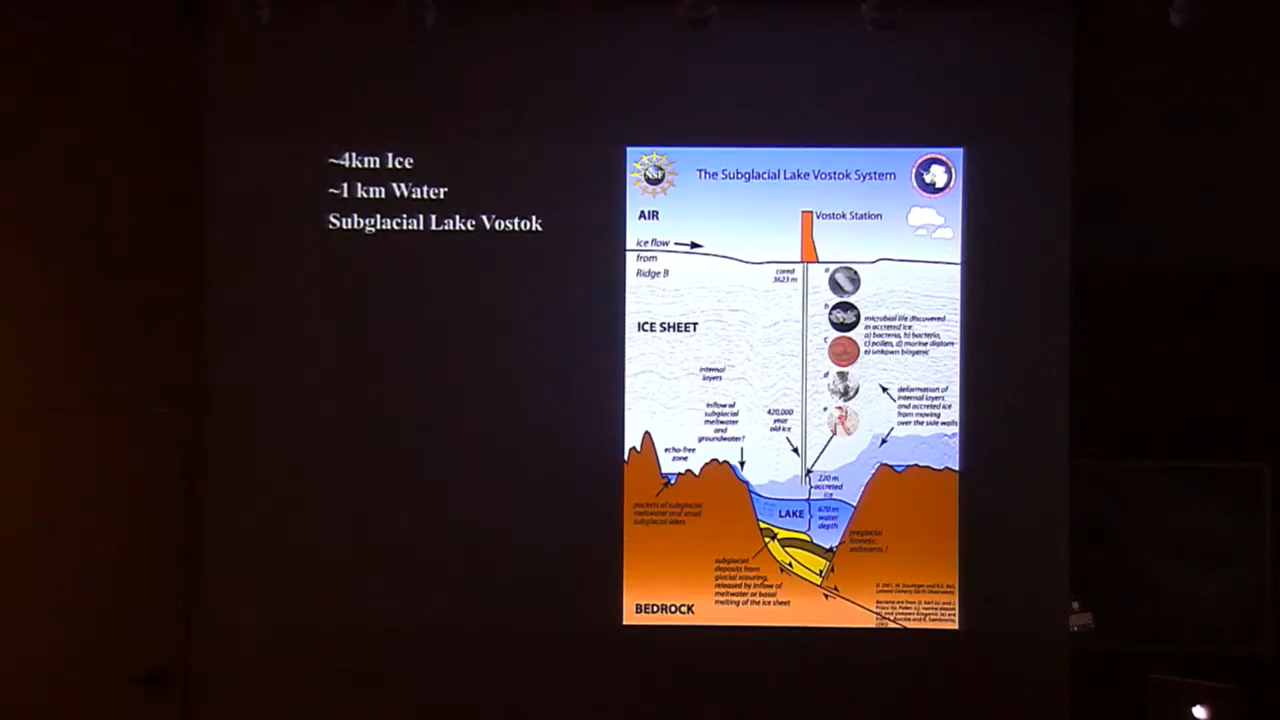 ~4km Ice
~1 km Water
Subglacial Lake Vostok
NSF
The Subglacial Lake Vostok System
AIR
Vostok Station
ice flow
from
Ridge B
cored
3623 m
a
b
microbial life discovered
in accreted ice:
a) bacteria, b) bacteria,
c) pollen, d) marine diatom
e) unkown biogenic
c
d
e
ICE SHEET
internal
layers
deformation of
internal layers
and accreted ice
from moving
over the side walls
inflow of
subglacial
meltwater
and
groundwater?
420,000
year
old ice
echo-free
zone
220 m
accreted
ice
pockets of subglacial
meltwater and small
subglacial lakes
LAKE
670 m
water
depth
preglacial
sediments ?
subglacial
deposits from
glacial scouring,
released by inflow of
meltwater or basal
melting of the ice sheet
BEDROCK